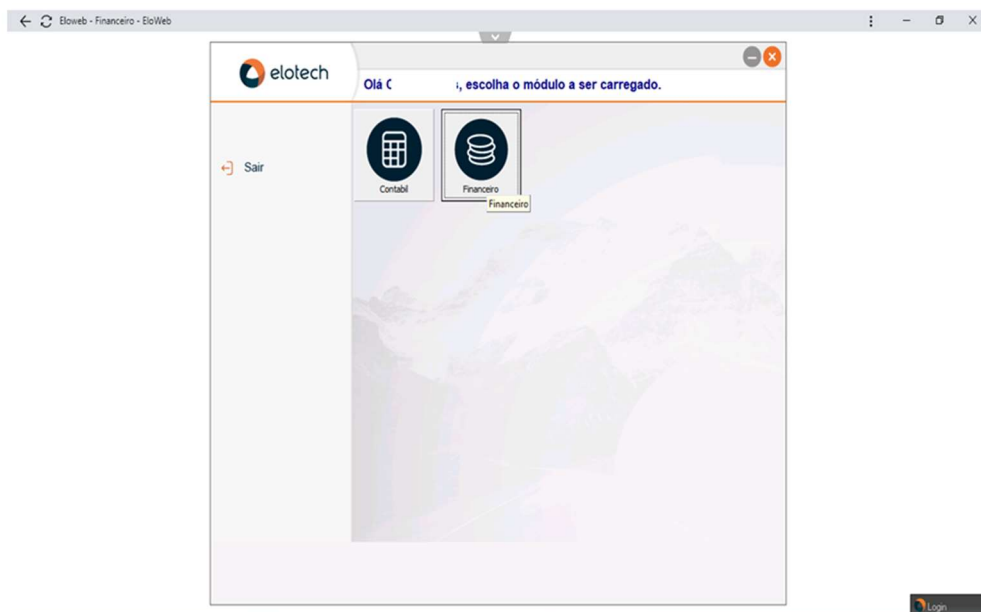 Eloweb - Financeiro - EloWeb
elotech
Olá C s, escolha o módulo a ser carregado.
Sair
Contabil
Financeiro
Financeiro
Login